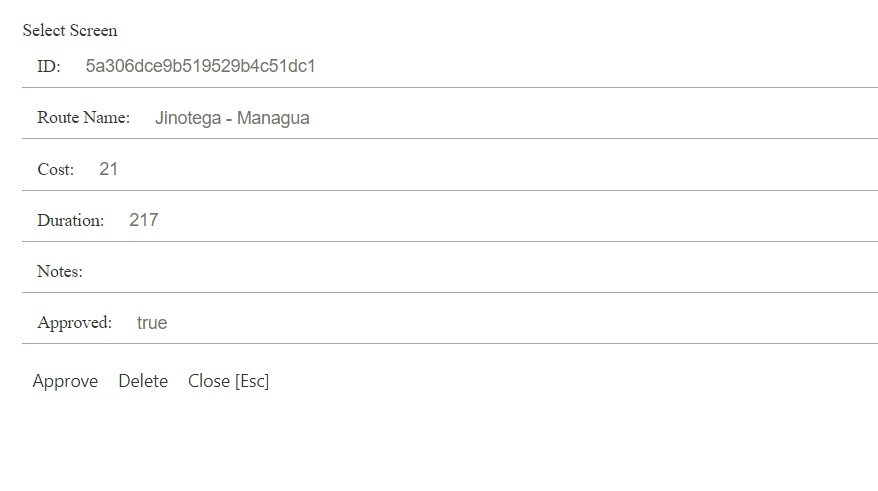 Select Screen
ID: 5a306dce9b519529b4c51dc1
Route Name: Jinotega - Managua
Cost: 21
Duration: 217
Notes:
Approved: true
Approve Delete Close [Esc]